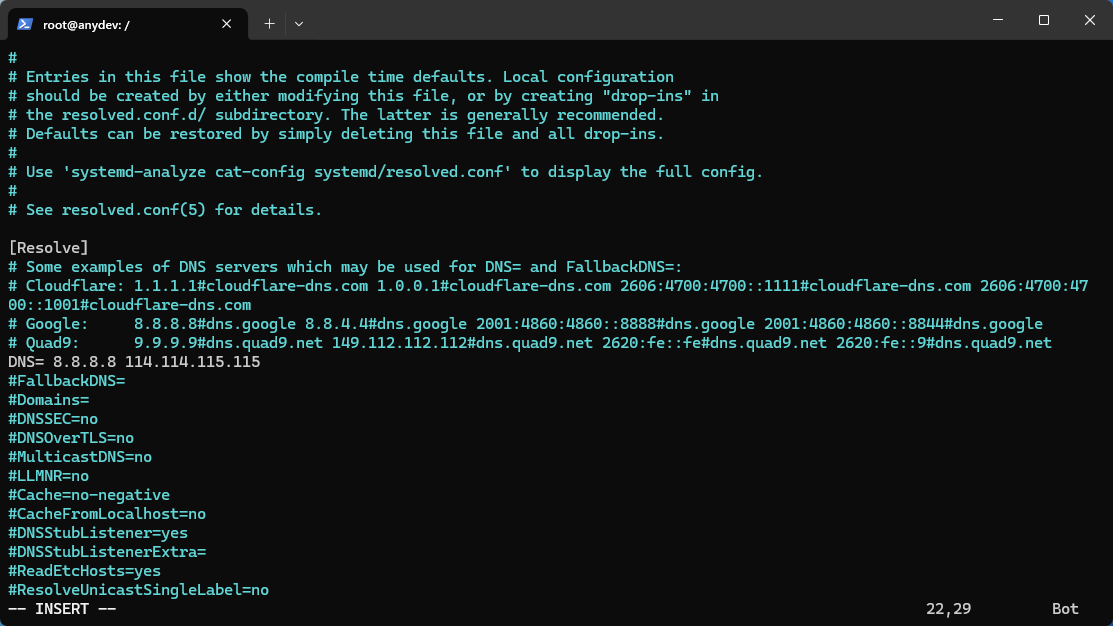 root@anydev: /
#
# Entries in this file show the compile time defaults. Local configuration
# should be created by either modifying this file, or by creating "drop-ins" in
# the resolved.conf.d/ subdirectory. The latter is generally recommended.
# Defaults can be restored by simply deleting this file and all drop-ins.
#
# Use 'systemd-analyze cat-config systemd/resolved.conf' to display the full config.
#
# See resolved.conf(5) for details.

[Resolve]
# Some examples of DNS servers which may be used for DNS= and FallbackDNS=:
# Cloudflare: 1.1.1.1#cloudflare-dns.com 1.0.0.1#cloudflare-dns.com 2606:4700:4700::1111#cloudflare-dns.com 2606:4700:47
00::1001#cloudflare-dns.com
# Google:     8.8.8.8#dns.google 8.8.4.4#dns.google 2001:4860:4860::8888#dns.google 2001:4860:4860::8844#dns.google
# Quad9:      9.9.9.9#dns.quad9.net 149.112.112.112#dns.quad9.net 2620:fe::fe#dns.quad9.net 2620:fe::9#dns.quad9.net
DNS= 8.8.8.8 114.114.115.115
#FallbackDNS=
#Domains=
#DNSSEC=no
#DNSOverTLS=no
#MulticastDNS=no
#LLMNR=no
#Cache=no-negative
#CacheFromLocalhost=no
#DNSStubListener=yes
#DNSStubListenerExtra=
#ReadEtcHosts=yes
#ResolveUnicastSingleLabel=no
-- INSERT --                    22,29         Bot